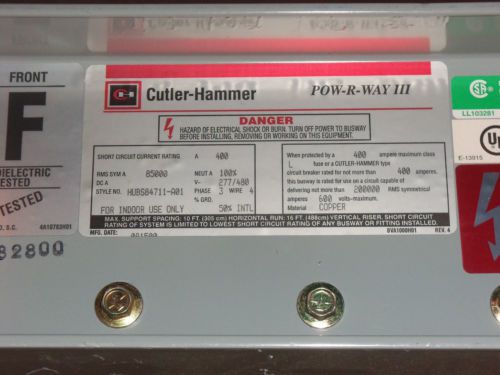 FRONT
F
DIELECTRIC
TESTED
TESTED
D, S.C. 4A10763H01
82800
Cutler-Hammer
POW-R-WAY III
DANGER
HAZARD OF ELECTRICAL SHOCK OR BURN. TURN OFF POWER TO BUSWAY
BEFORE INSTALLING, REMOVING OR WORKING ON THIS EQUIPMENT.
SHORT CIRCUIT CURRENT RATING A 400
RMS SYM A 85000 NEUT A 100%
DC A V~ 277/480
STYLE NO. HUBS84711-A01 PHASE 3 WIRE 4
% GRD.
FOR INDOOR USE ONLY 50% INTL
When protected by a 400 ampere maximum class
L fuse or a CUTLER-HAMMER type
circuit breaker rated for not more than 400 amperes.
this busway is rated for use on a circuit capable of
delivering not more than 200000 RMS symmetrical
amperes 600 volts-maximum.
Material COPPER
MAX. SUPPORT SPACING: 10 FT. (305 cm) HORIZONTAL RUN: 16 FT. (488cm) VERTICAL RISER. SHORT CIRCUIT
RATING OF SYSTEM IS LIMITED TO LOWEST SHORT CIRCUIT RATING OF ANY BUSWAY OR FITTING INSTALLED.
MFG. DATE: BVA1000H01 REV. 4
LL103281
E-13915